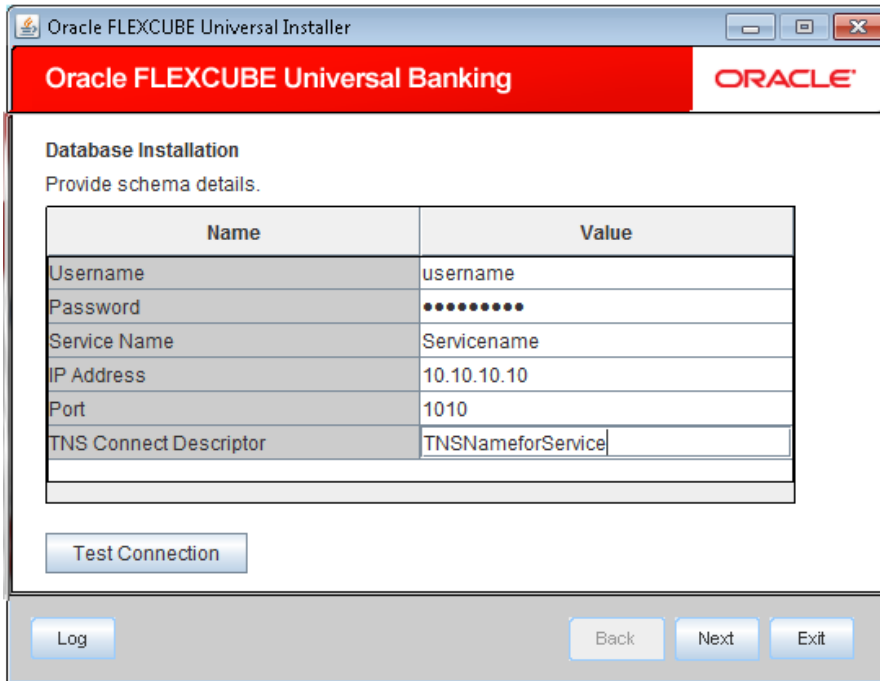 Oracle FLEXCUBE Universal Installer
Oracle FLEXCUBE Universal Banking ORACLE
Database Installation
Provide schema details.
Name Value
Username username
Password •••••••••
Service Name Servicename
IP Address 10.10.10.10
Port 1010
TNS Connect Descriptor TNSNameforService
Test Connection
Log Back Next Exit